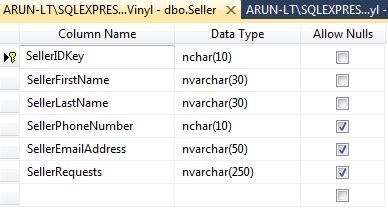 ARUN-LT\SQLEXPRES...Vinyl - dbo.Seller ARUN-LT\SQLEXPRES...yl - d
Column Name Data Type Allow Nulls
SellerIDKey nchar(10)
SellerFirstName nvarchar(30)
SellerLastName nvarchar(30)
SellerPhoneNumber nchar(10)
SellerEmailAddress nvarchar(50)
SellerRequests nvarchar(250)